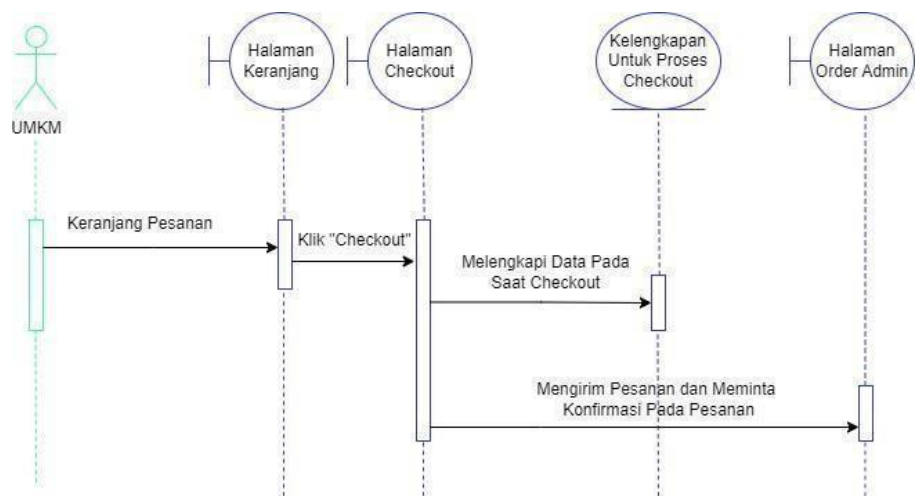 UMKM
Halaman
Keranjang
Halaman
Checkout
Kelengkapan
Untuk Proses
Checkout
Halaman
Order Admin
Keranjang Pesanan
Klik "Checkout"
Melengkapi Data Pada
Saat Checkout
Mengirim Pesanan dan Meminta
Konfirmasi Pada Pesanan